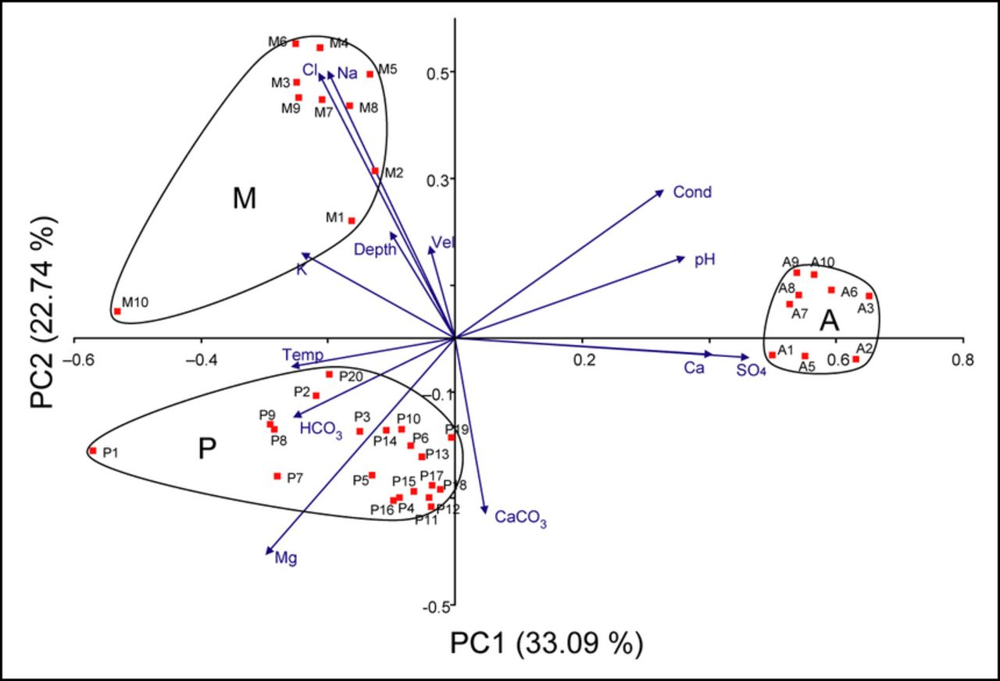 M6
M4
Cl
Na
M5
0.5
M3
M9
M7
M8
M2
0.3
M
Cond
M1
Depth
Vel
pH
K
A9
A10
A8
A6
A3
A7
A
M10
Temp
A1
A2
–0.6
–0.4
0.2
Ca
SO₄
A5
0.6
0.8
P20
P2
–0.1
P9
P8
HCO₃
P3
P14
P10
P6
P19
P13
P1
P
P7
P5
P15
P17
P18
P16
P4
P11
P12
CaCO₃
Mg
-0.5
PC1 (33.09 %)
PC2 (22.74 %)